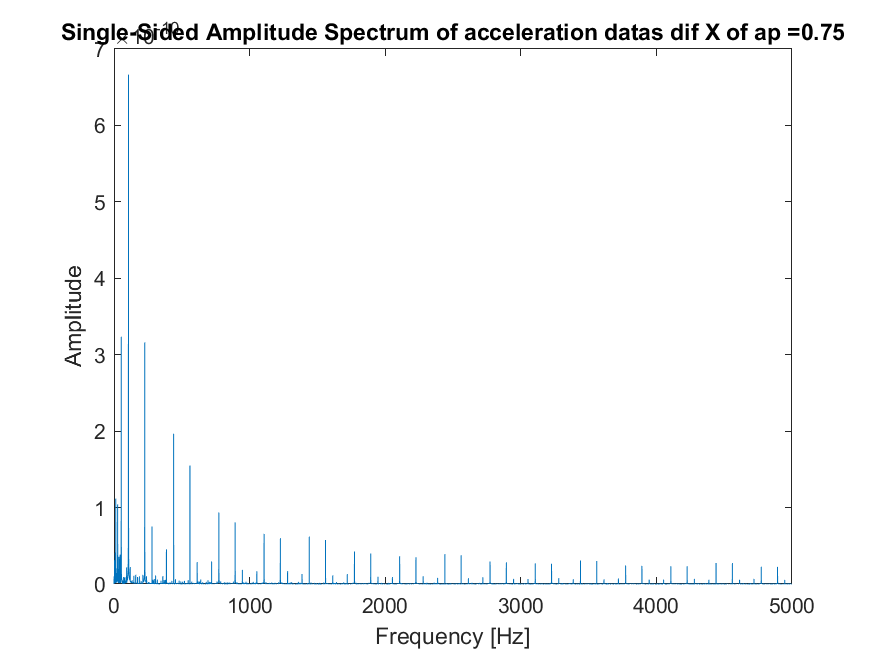 Single-Sided Amplitude Spectrum of acceleration datas dif X of ap =0.75
7
6
5
4
3
2
1
0
Amplitude
0 1000 2000 3000 4000 5000
Frequency [Hz]